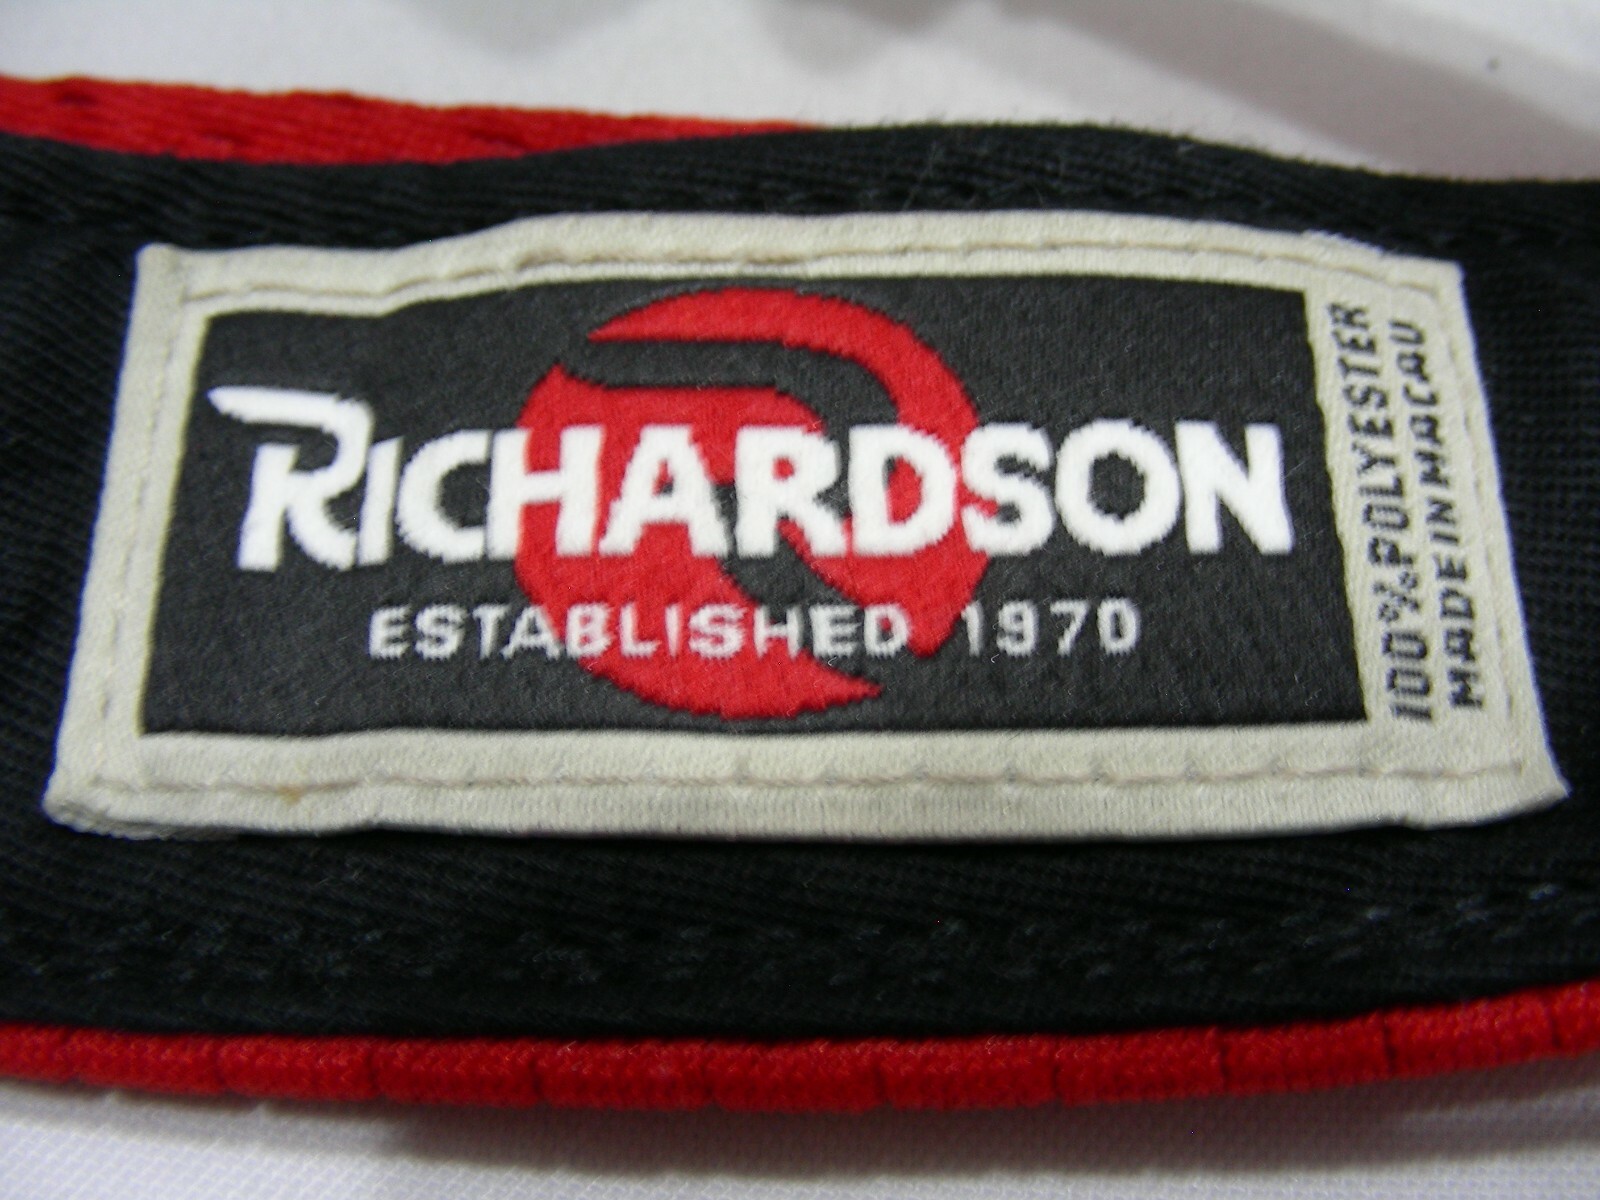 RICHARDSON
ESTABLISHED 1970
100% POLYESTER
MADE IN MACAU